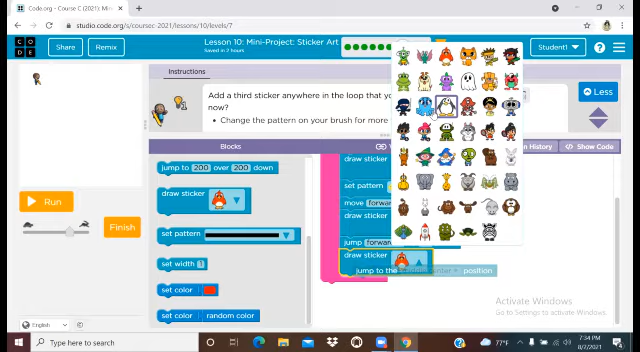 Code.org | Course C (2021): Mini
studio.code.org/s/coursec-2021/lessons/10/levels/7
C O
D E
Share
Remix
Lesson 10: Mini-Project: Sticker Art
Saved in 2 hours
Student1
Instructions
Add a third sticker anywhere in the loop that yo
now?
Change the pattern on your brush for more
Less
Blocks
W
n History
Show Code
jump to 200 over 200 down
draw sticker
set pattern
set width 1
set color
set color random color
draw sticker
set pattern
move forwar
draw sticker
jump forwar
draw sticker
jump to the
position
Run
Finish
Activate Windows
Go to Settings to activate Windows.
English
Type here to search
77°F
7:34 PM
8/2/2021